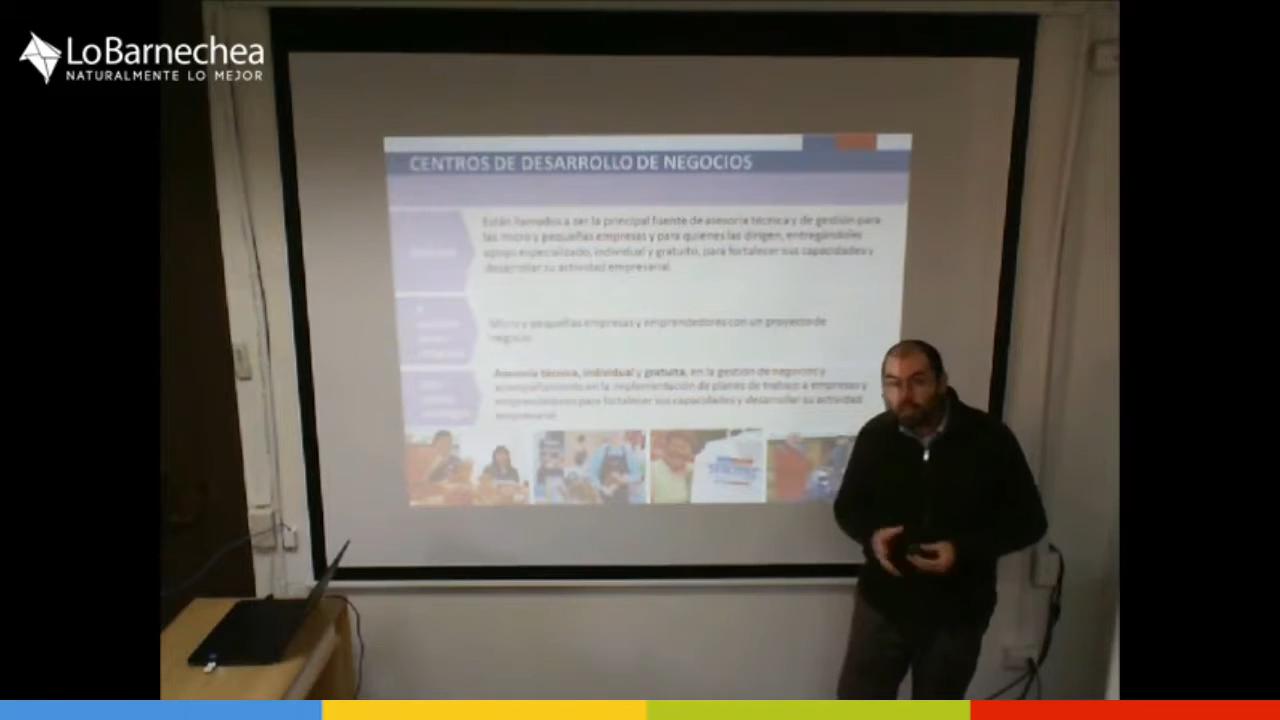 LoBarnechea
NATURALMENTE LO MEJOR
CENTROS DE DESARROLLO DE NEGOCIOS
Están llamados a ser la principal fuente de asesoría técnica y de gestión para
las micro y pequeñas empresas y para quienes las dirigen, entregándoles
apoyo especializado, individual y gratuito, para fortalecer sus capacidades y
desarrollar su actividad empresarial.
Micro y pequeñas empresas y emprendedores con un proyecto de
negocio.
Asesoría técnica, individual y gratuita, en la gestión de negocios y
acompañamiento en la implementación de planes de trabajo a empresas y
emprendedores para fortalecer sus capacidades y desarrollar su actividad
empresarial.